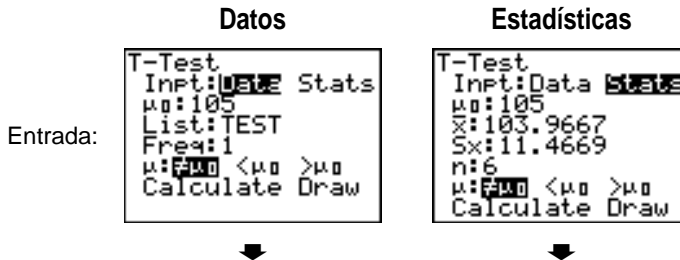 Datos
Estadísticas
Entrada:
T-Test
Inpt:Data Stats
μ0:105
List:TEST
Freq:1
μ:≠μ0 <μ0 >μ0
Calculate Draw
T-Test
Inpt:Data Stats
μ0:105
x̄:103.9667
Sx:11.4669
n:6
μ:≠μ0 <μ0 >μ0
Calculate Draw